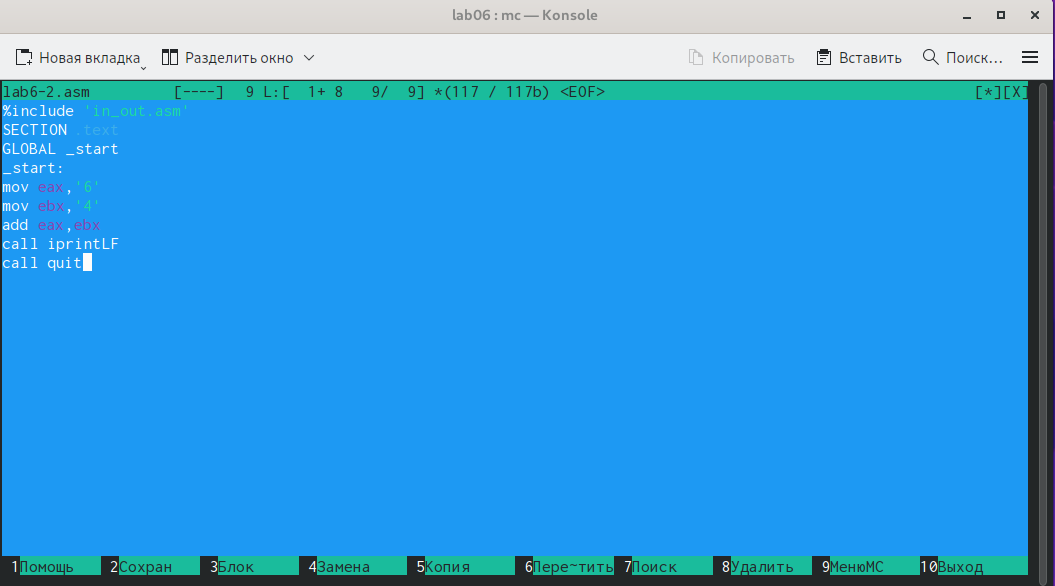 lab06 : mc — Konsole
Новая вкладка Разделить окно Копировать Вставить Поиск...
lab6-2.asm [----] 9 L:[ 1+ 8 9/ 9] *(117 / 117b) <EOF> [*][X]
%include 'in_out.asm'
SECTION .text
GLOBAL _start
_start:
mov eax,'6'
mov ebx,'4'
add eax,ebx
call iprintLF
call quit
1Помощь 2Сохран 3Блок 4Замена 5Копия 6Пере~тить 7Поиск 8Удалить 9МенюMC 10Выход